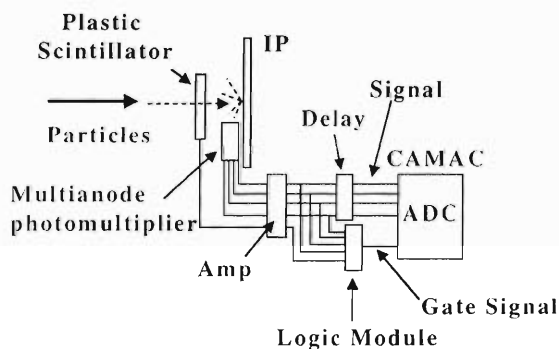 Plastic
Scintillator
IP
Signal
Delay
Particles
CAMAC
Multianode
photomultiplier
ADC
Amp
Gate Signal
Logic Module